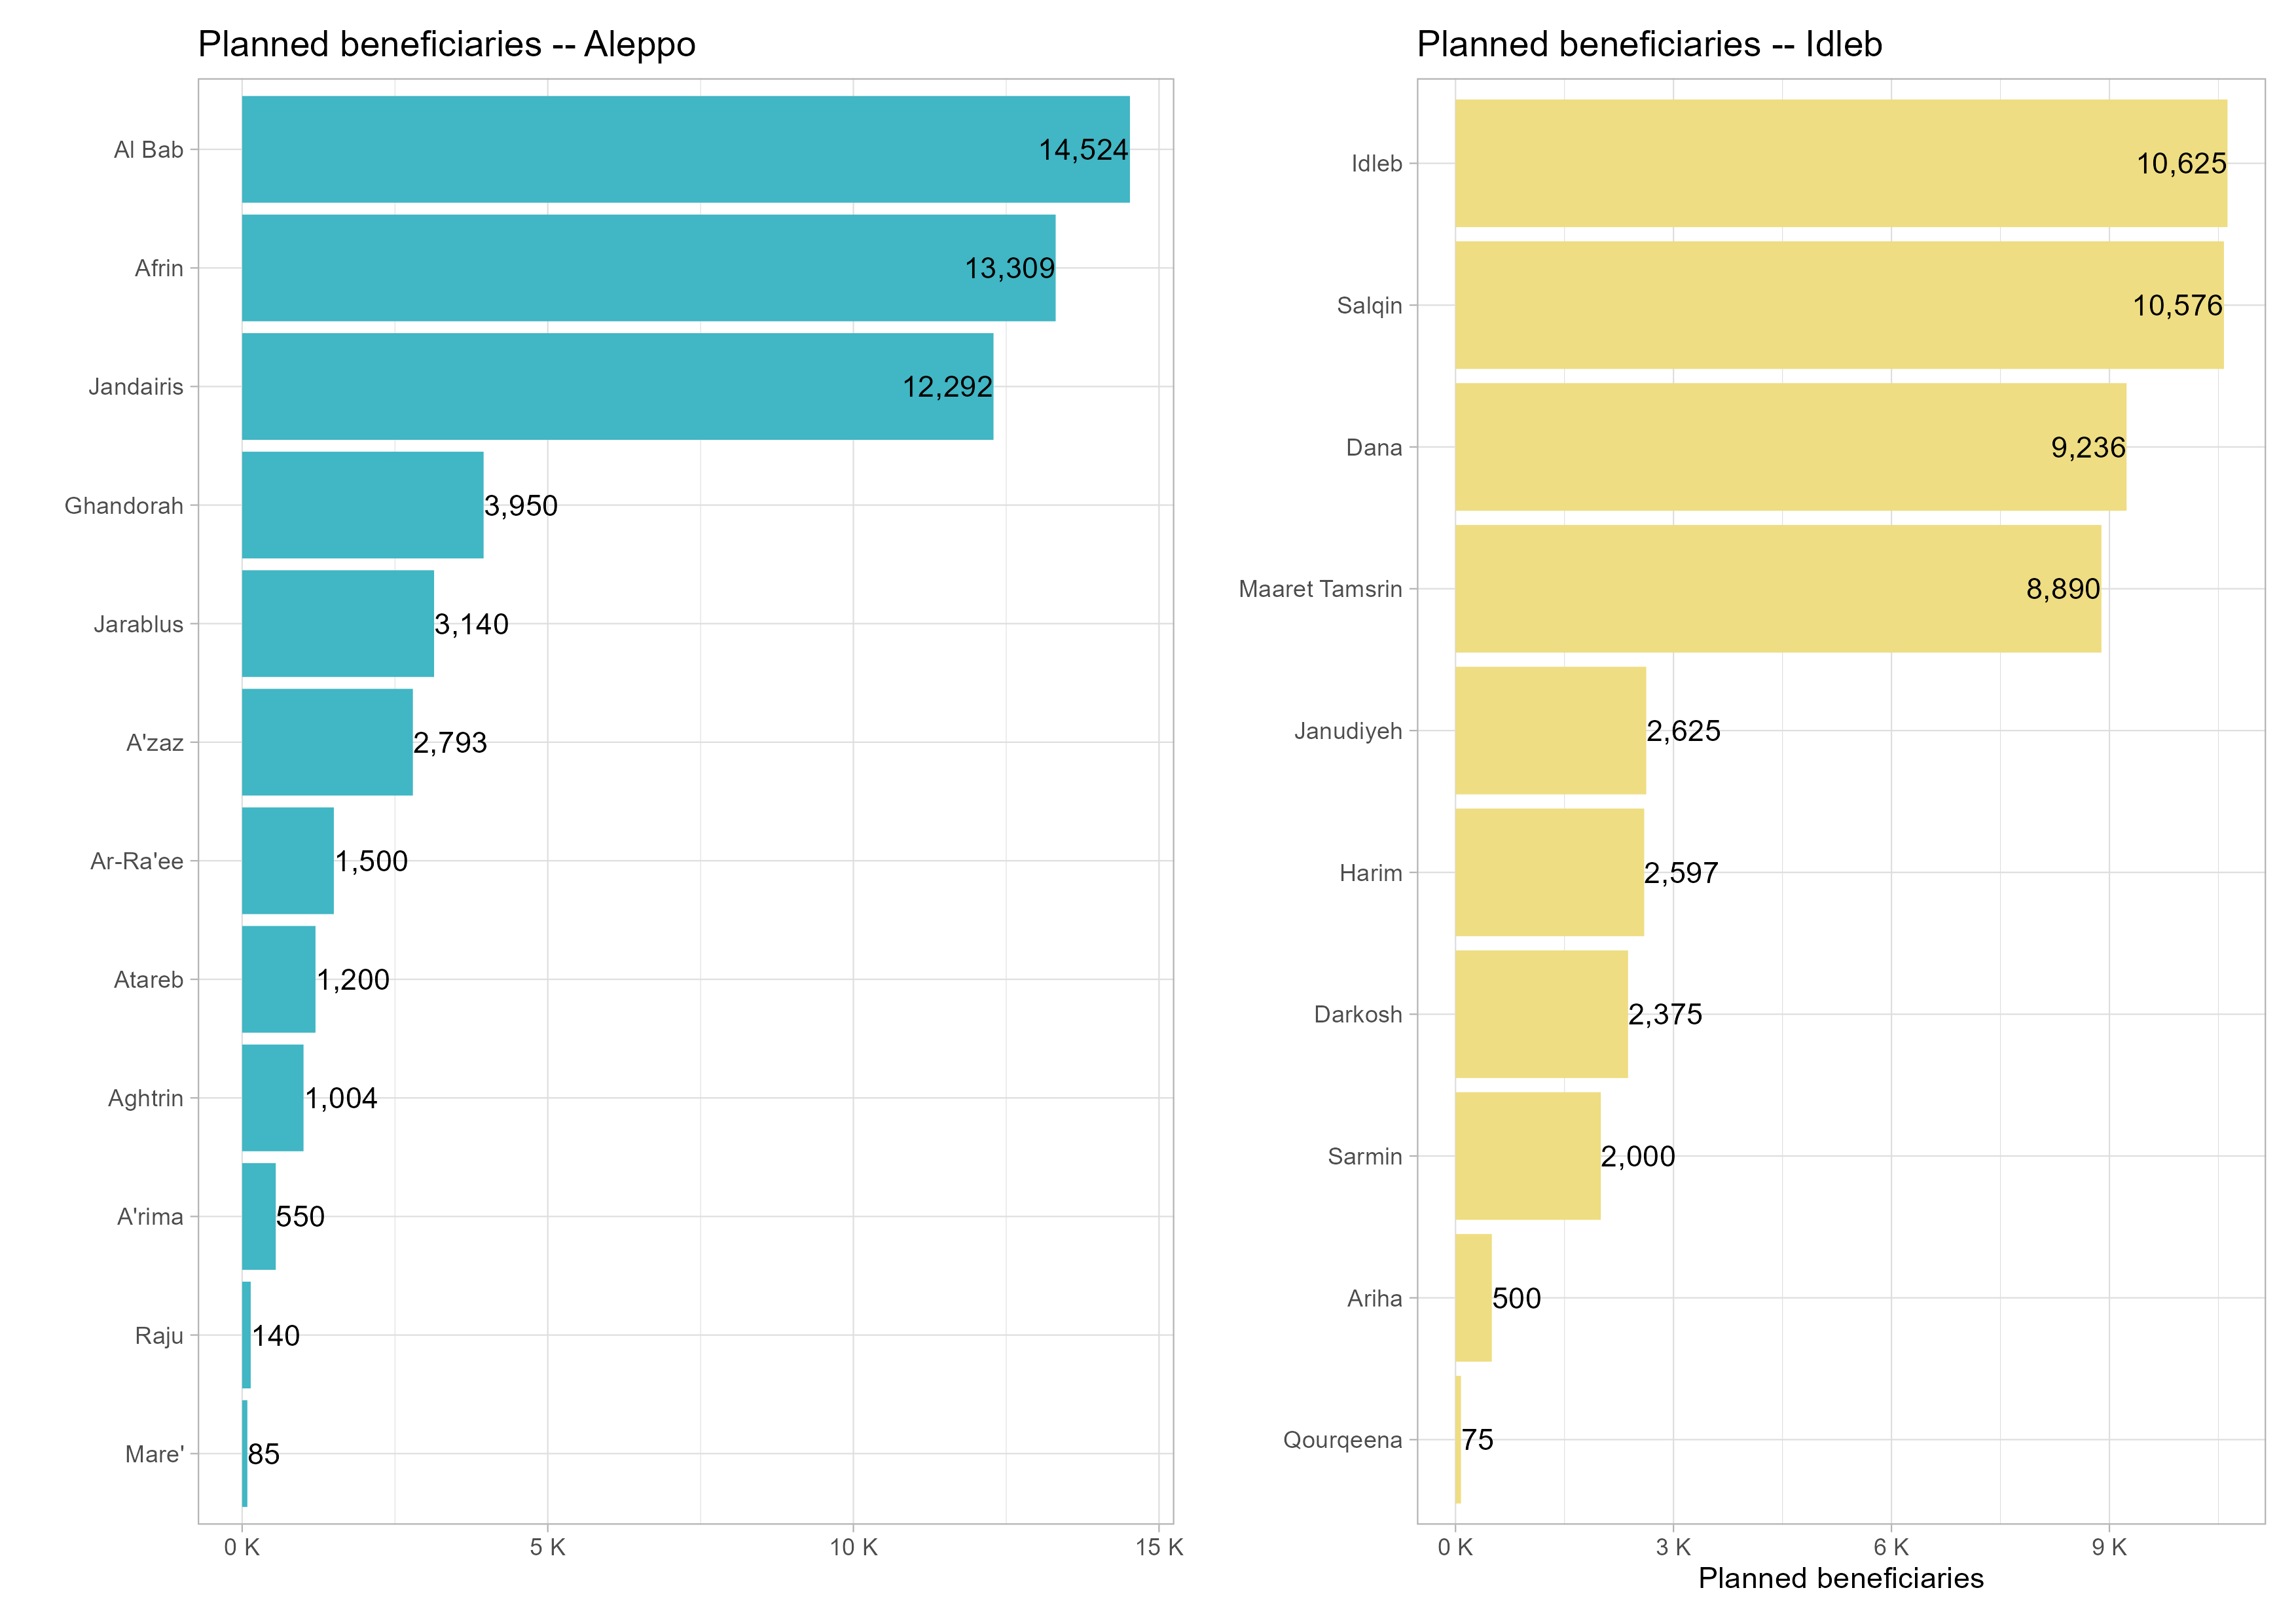 Planned beneficiaries -- Aleppo
Al Bab 14,524
Afrin 13,309
Jandairis 12,292
Ghandorah 3,950
Jarablus 3,140
A'zaz 2,793
Ar-Ra'ee 1,500
Atareb 1,200
Aghtrin 1,004
A'rima 550
Raju 140
Mare' 85
0 K 5 K 10 K 15 K
Planned beneficiaries -- Idleb
Idleb 10,625
Salqin 10,576
Dana 9,236
Maaret Tamsrin 8,890
Janudiyeh 2,625
Harim 2,597
Darkosh 2,375
Sarmin 2,000
Ariha 500
Qourqeena 75
0 K 3 K 6 K 9 K
Planned beneficiaries